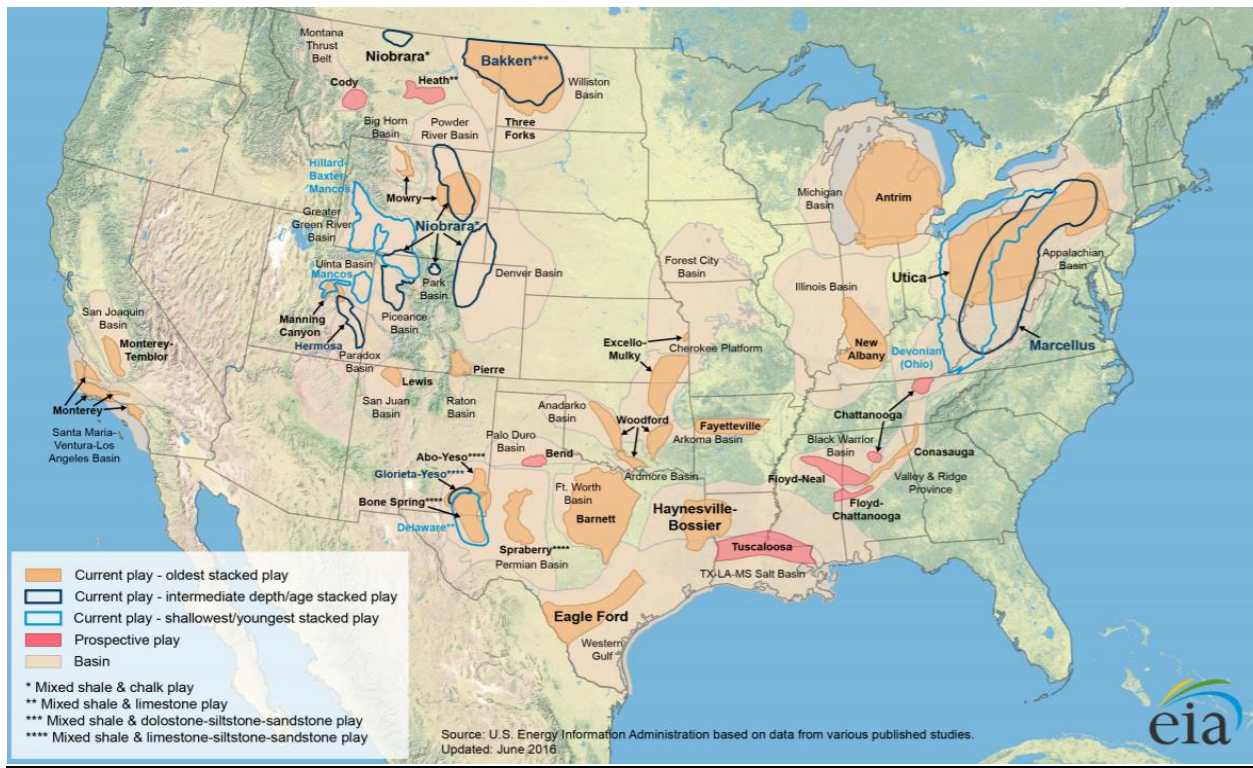 Montana
Thrust
Belt
Niobrara*
Bakken***
Williston
Basin
Cody
Heath**
Big Horn
Basin
Powder
River Basin
Three
Forks
Hillard-
Baxter-
Mancos
Mowry
Greater
Green River
Basin
Niobrara*
Uinta Basin
Mancos
Park
Basin
Denver Basin
Manning
Canyon
Hermosa
Piceance
Basin
Paradox
Basin
San Joaquin
Basin
Monterey-
Temblor
Monterey
Santa Maria-
Ventura-Los
Angeles Basin
Lewis
San Juan
Basin
Pierre
Raton
Basin
Michigan
Basin
Antrim
Forest City
Basin
Illinois Basin
Utica
Appalachian
Basin
Excello-
Mulky
Cherokee Platform
New
Albany
Devonian
(Ohio)
Marcellus
Anadarko
Basin
Woodford
Fayetteville
Arkoma Basin
Chattanooga
Black Warrior
Basin
Conasauga
Valley & Ridge
Province
Palo Duro
Basin
Bend
Ardmore Basin
Floyd-Neal
Floyd-
Chattanooga
Abo-Yeso****
Glorieta-Yeso****
Bone Spring****
Delaware**
Ft. Worth
Basin
Barnett
Haynesville-
Bossier
Spraberry****
Permian Basin
Tuscaloosa
TX-LA-MS Salt Basin
Eagle Ford
Western
Gulf
Current play - oldest stacked play
Current play - intermediate depth/age stacked play
Current play - shallowest/youngest stacked play
Prospective play
Basin
* Mixed shale & chalk play
** Mixed shale & limestone play
*** Mixed shale & dolostone-siltstone-sandstone play
**** Mixed shale & limestone-siltstone-sandstone play
Source: U.S. Energy Information Administration based on data from various published studies.
Updated: June 2016
eia